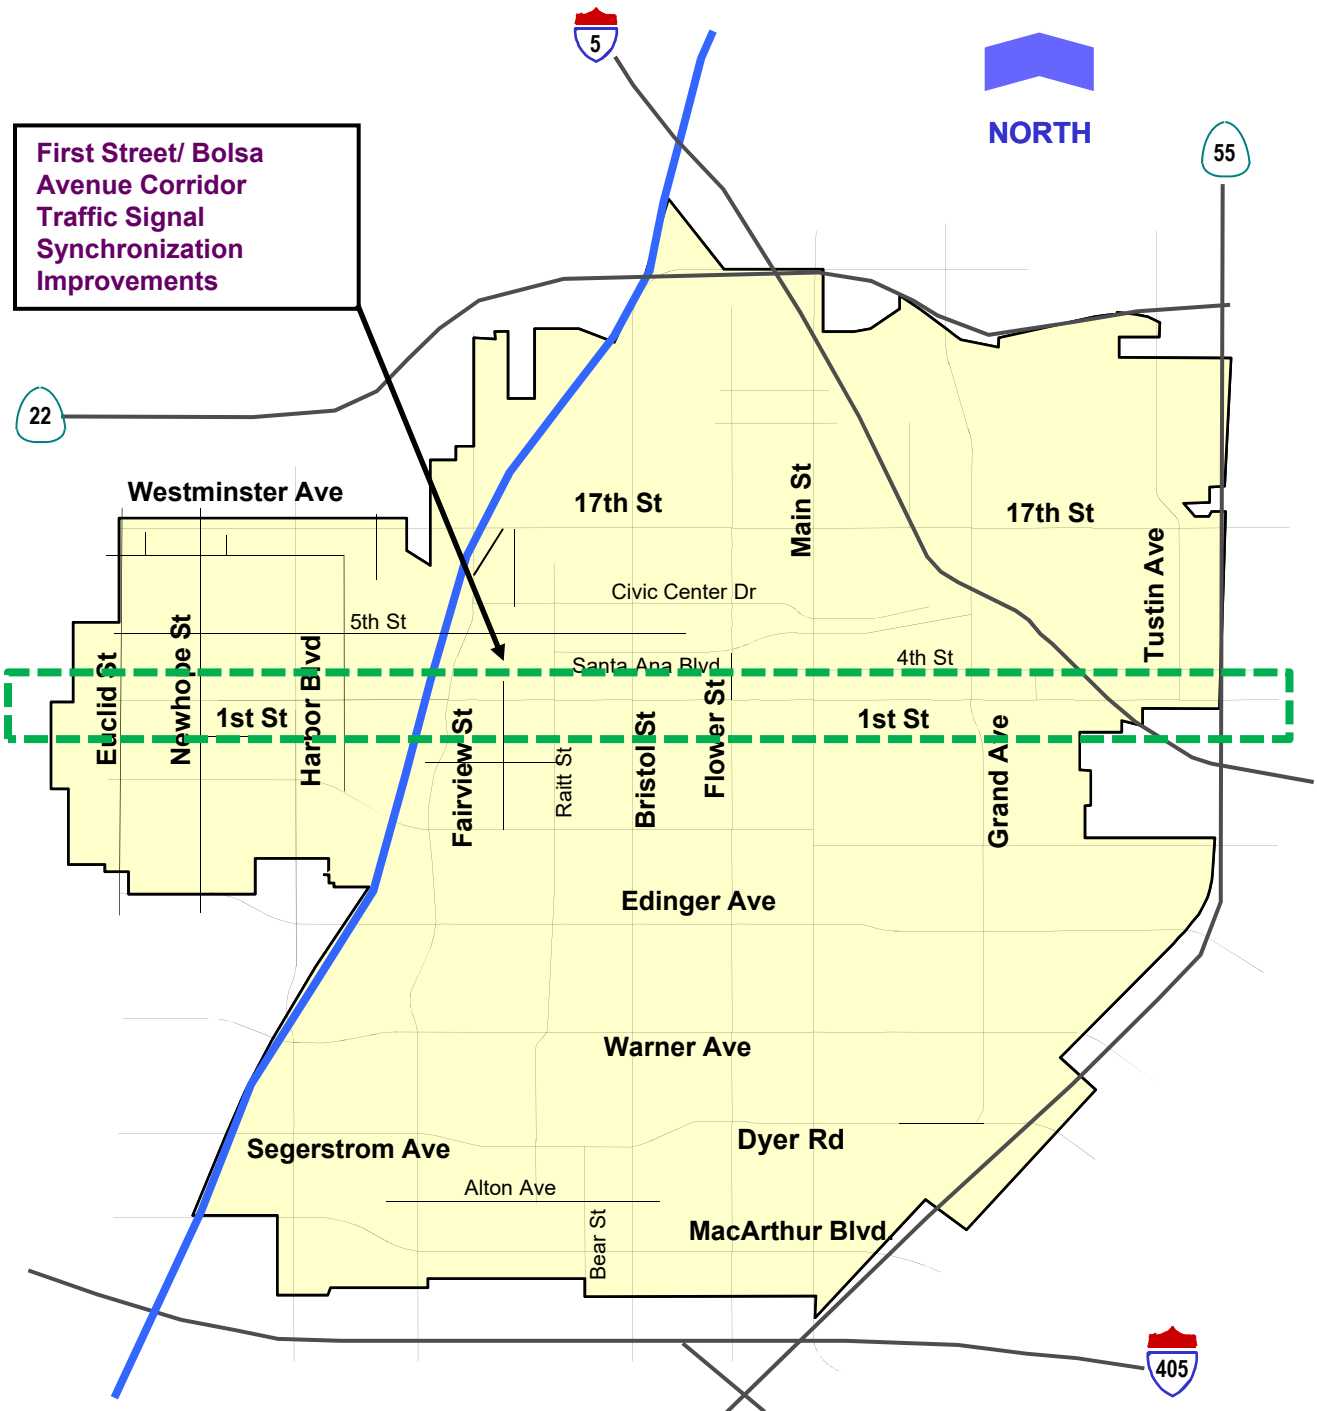 5
NORTH
55
First Street/ Bolsa
Avenue Corridor
Traffic Signal
Synchronization
Improvements
22
Westminster Ave
17th St
Main St
17th St
Tustin Ave
Civic Center Dr
5th St
Santa Ana Blvd
4th St
Euclid St
Newhope St
1st St
Harbor Blvd
Fairview St
Raitt St
Bristol St
Flower St
1st St
Grand Ave
Edinger Ave
Warner Ave
Dyer Rd
Segerstrom Ave
Alton Ave
Bear St
MacArthur Blvd.
405